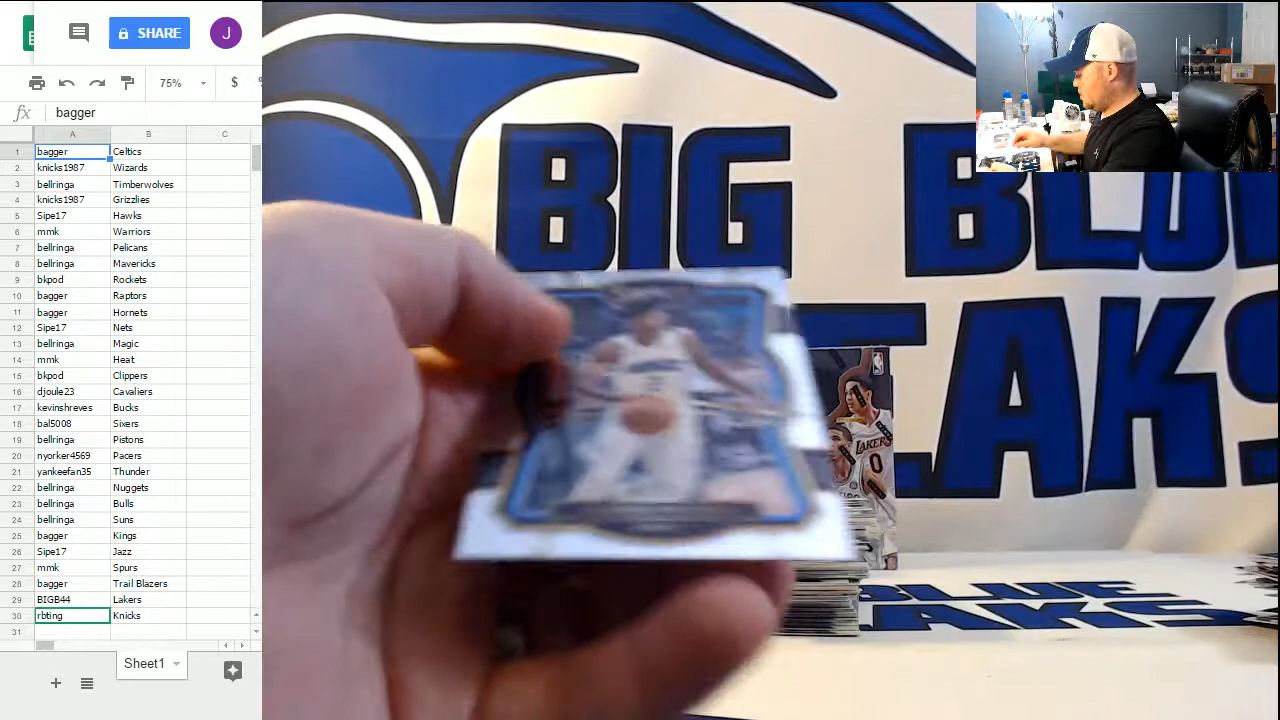 SHARE
J
75%
$
fx bagger
A B C
1 bagger Celtics
2 knicks1987 Wizards
3 bellringa Timberwolves
4 knicks1987 Grizzlies
5 Sipe17 Hawks
6 mmk Warriors
7 bellringa Pelicans
8 bellringa Mavericks
9 bkpod Rockets
10 bagger Raptors
11 bagger Hornets
12 Sipe17 Nets
13 bellringa Magic
14 mmk Heat
15 bkpod Clippers
16 djoule23 Cavaliers
17 kevinshreves Bucks
18 bal5008 Sixers
19 bellringa Pistons
20 nyorker4569 Pacers
21 yankeefan35 Thunder
22 bellringa Nuggets
23 bellringa Bulls
24 bellringa Suns
25 bagger Kings
26 Sipe17 Jazz
27 mmk Spurs
28 bagger Trail Blazers
29 BIGB44 Lakers
30 rbting Knicks
31
Sheet1
BIG BLUE
EAKS
LAKERS
0
BLUE
EAKS